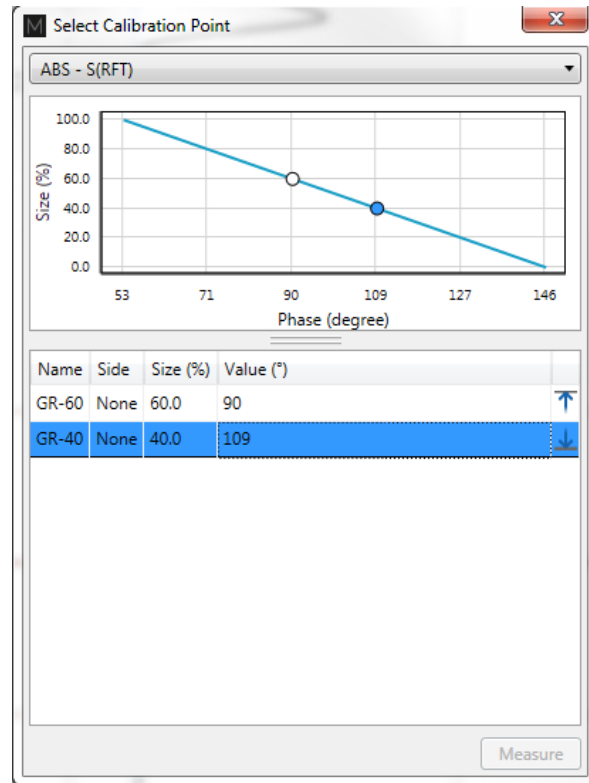 M Select Calibration Point
ABS - S(RFT)
100.0
80.0
60.0
40.0
20.0
0.0
Size (%)
53 71 90 109 127 146
Phase (degree)
Name Side Size (%) Value (°)
GR-60 None 60.0 90
GR-40 None 40.0 109
Measure